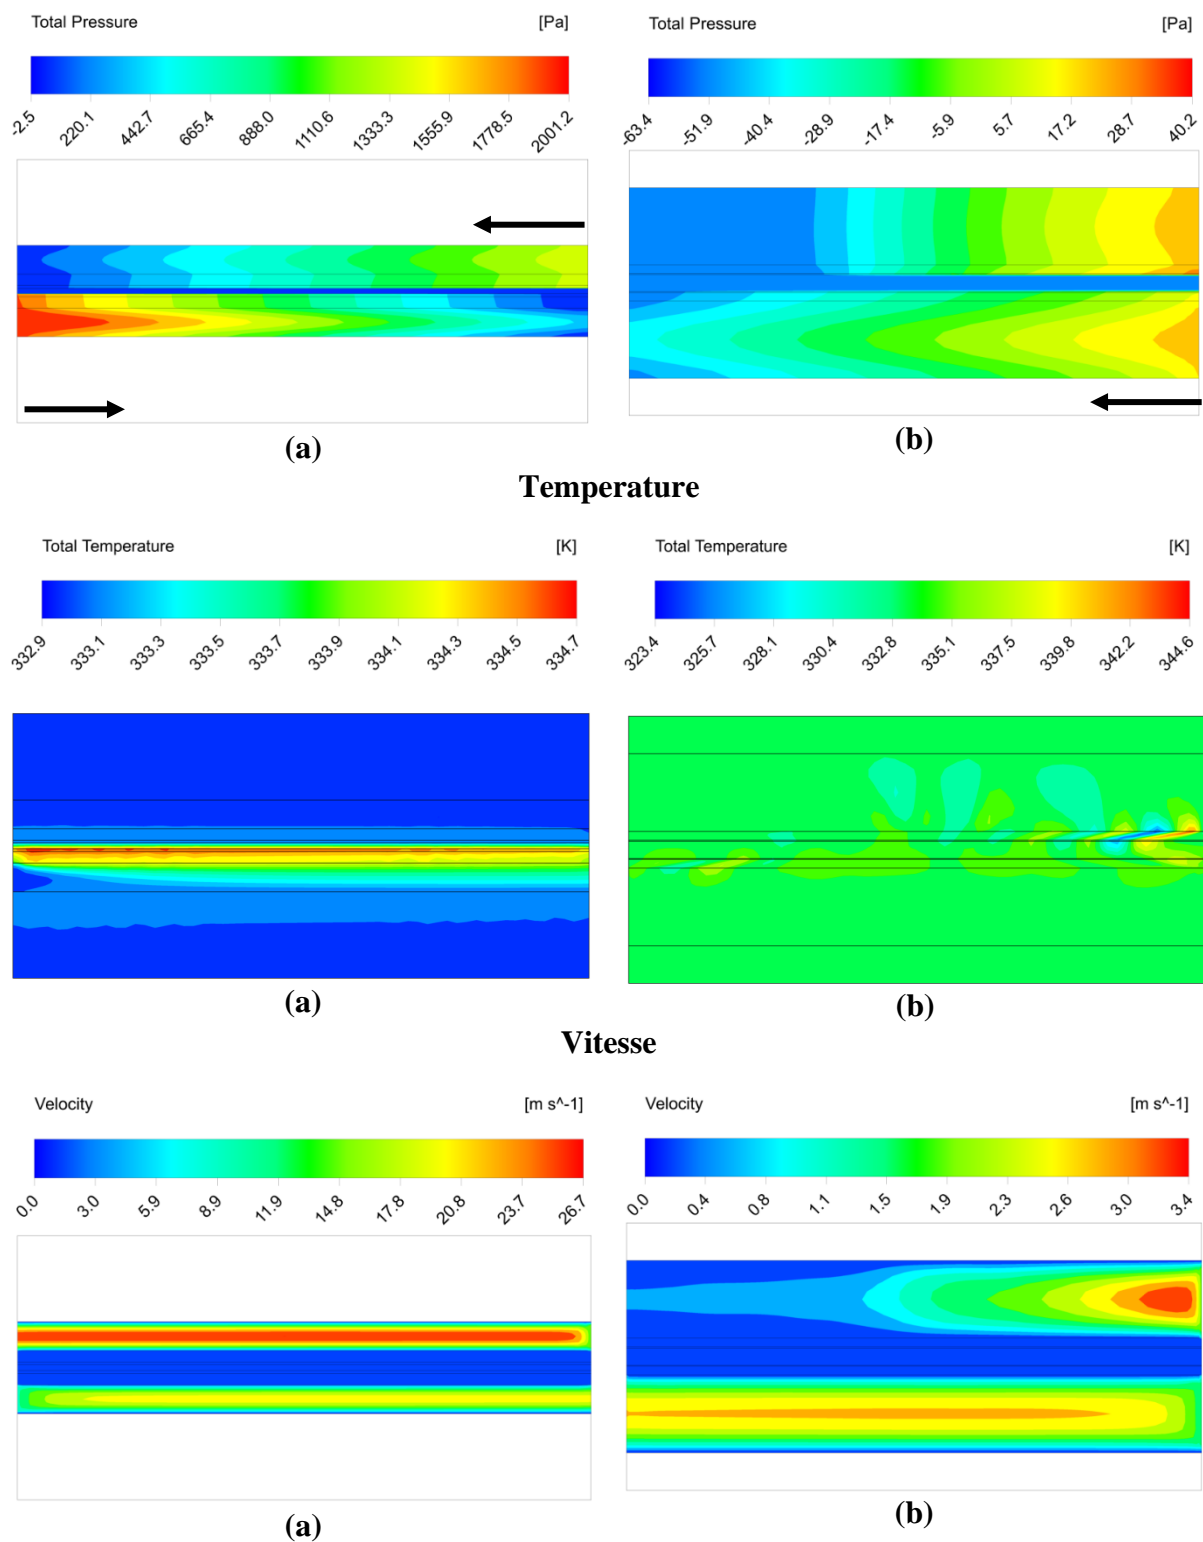 Total Pressure [Pa] Total Pressure [Pa]
-2.5 220.1 442.7 665.4 888.0 1110.6 1333.3 1555.9 1778.5 2001.2 -63.4 -51.9 -40.4 -28.9 -17.4 -5.9 5.7 17.2 28.7 40.2
(a) (b)
Temperature
Total Temperature [K] Total Temperature [K]
332.9 333.1 333.3 333.5 333.7 333.9 334.1 334.3 334.5 334.7 323.4 325.7 328.1 330.4 332.8 335.1 337.5 339.8 342.2 344.6
(a) (b)
Vitesse
Velocity [m s^-1] Velocity [m s^-1]
0.0 3.0 5.9 8.9 11.9 14.8 17.8 20.8 23.7 26.7 0.0 0.4 0.8 1.1 1.5 1.9 2.3 2.6 3.0 3.4
(a) (b)